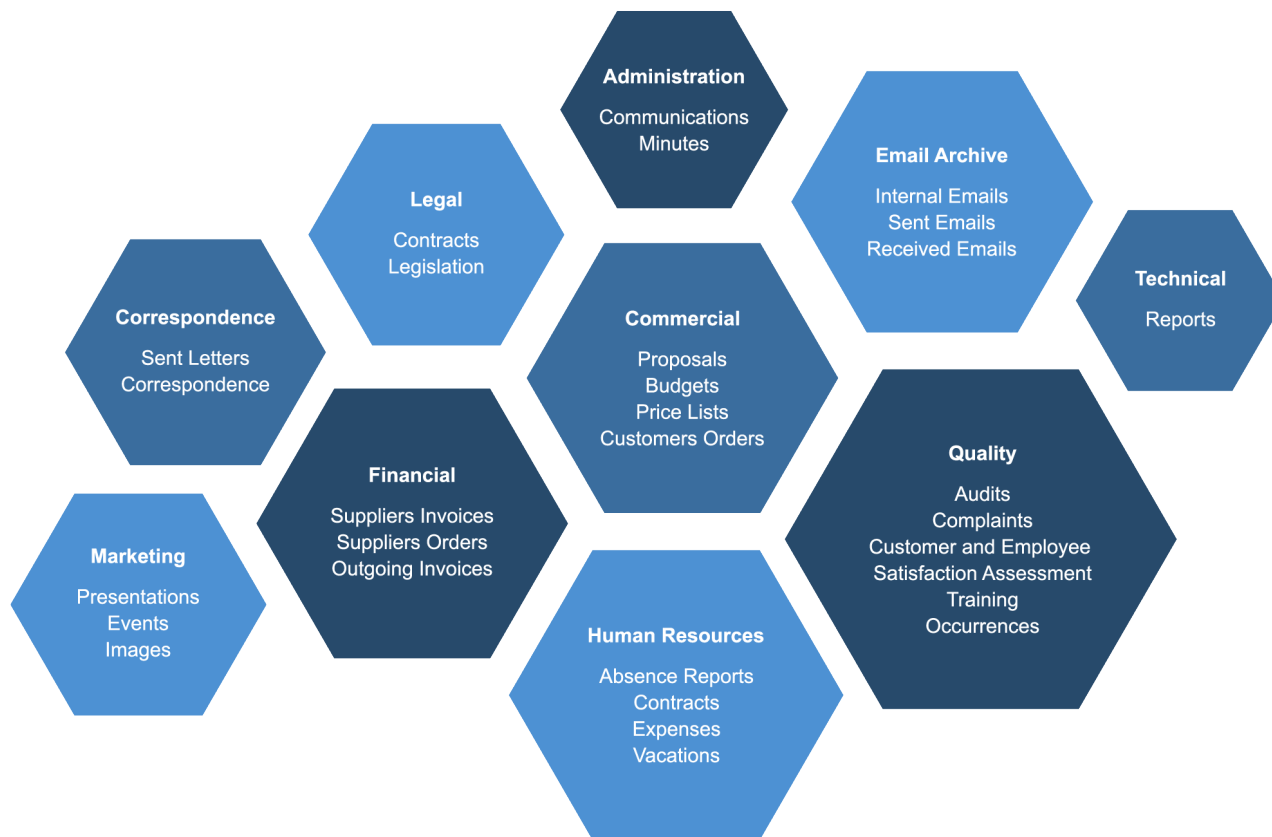 Administration
Communications
Minutes
Email Archive
Internal Emails
Sent Emails
Received Emails
Legal
Contracts
Legislation
Technical
Reports
Correspondence
Sent Letters
Correspondence
Commercial
Proposals
Budgets
Price Lists
Customers Orders
Financial
Suppliers Invoices
Suppliers Orders
Outgoing Invoices
Quality
Audits
Complaints
Customer and Employee
Satisfaction Assessment
Training
Occurrences
Marketing
Presentations
Events
Images
Human Resources
Absence Reports
Contracts
Expenses
Vacations